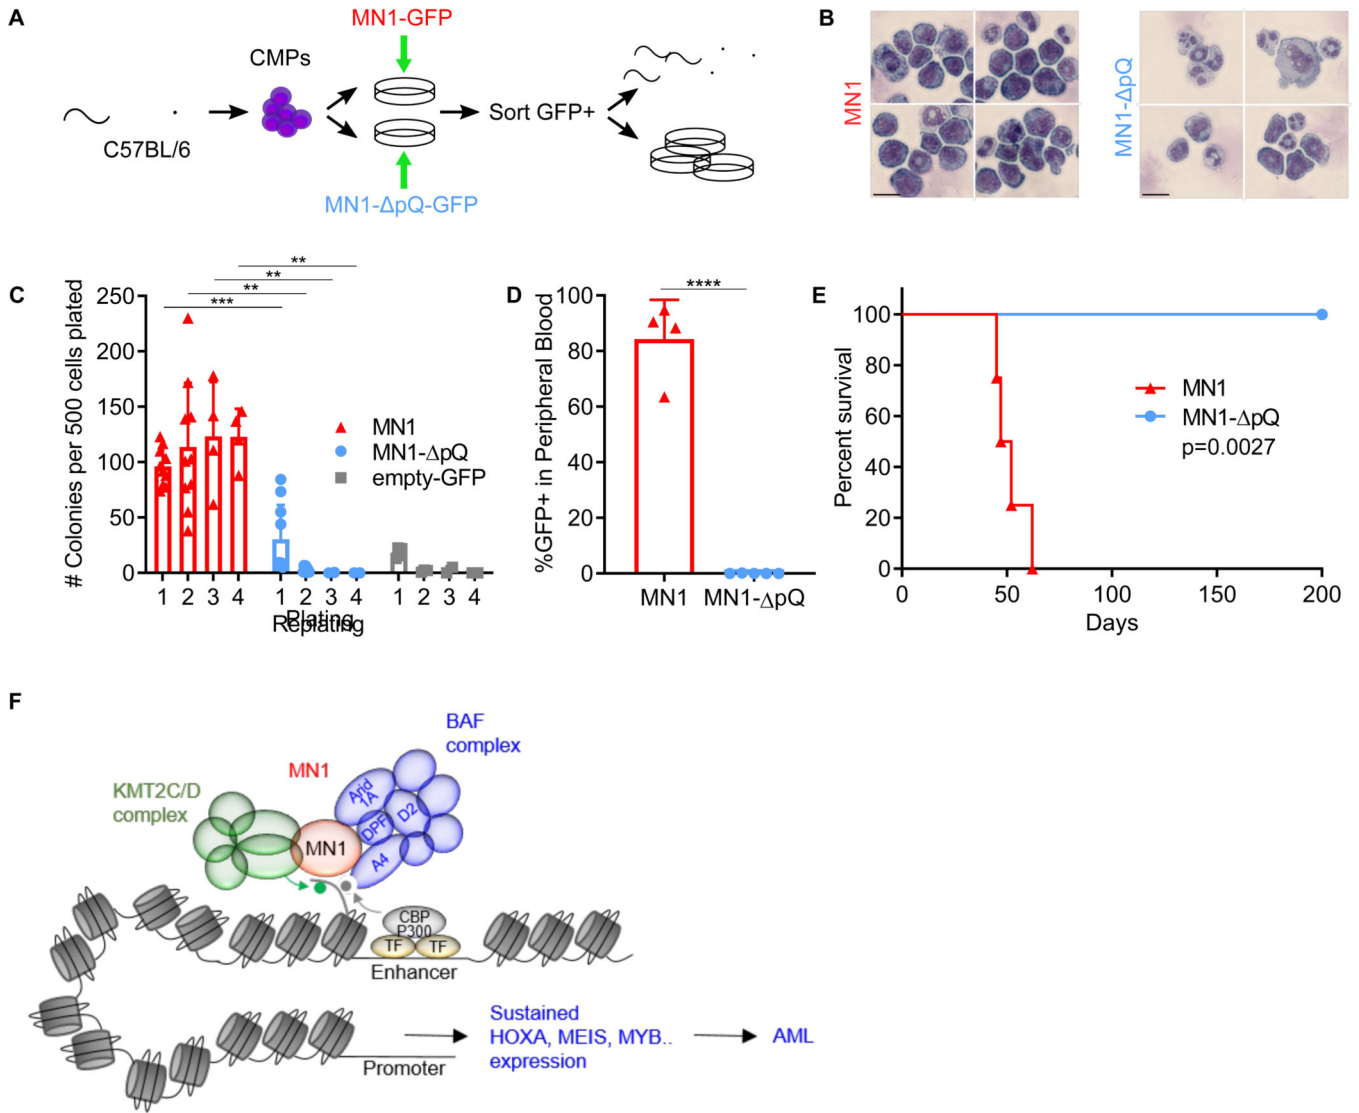 A
MN1-GFP
CMPs
C57BL/6
Sort GFP+
MN1-ΔpQ-GFP
B
MN1
MN1-ΔpQ
C
# Colonies per 500 cells plated
250
200
150
100
50
0
**
**
**
***
MN1
MN1-ΔpQ
empty-GFP
1 2 3 4 1 2 3 4 1 2 3 4
Plating
Replating
D
%GFP+ in Peripheral Blood
100
80
60
40
20
0
****
MN1 MN1-ΔpQ
E
Percent survival
100
80
60
40
20
0
MN1
MN1-ΔpQ
p=0.0027
0 50 100 150 200
Days
F
BAF
complex
MN1
KMT2C/D
complex
Arid
1A
DPF
D2
MN1
A4
CBP
P300
TF TF
Enhancer
Sustained
HOXA, MEIS, MYB..
expression
AML
Promoter